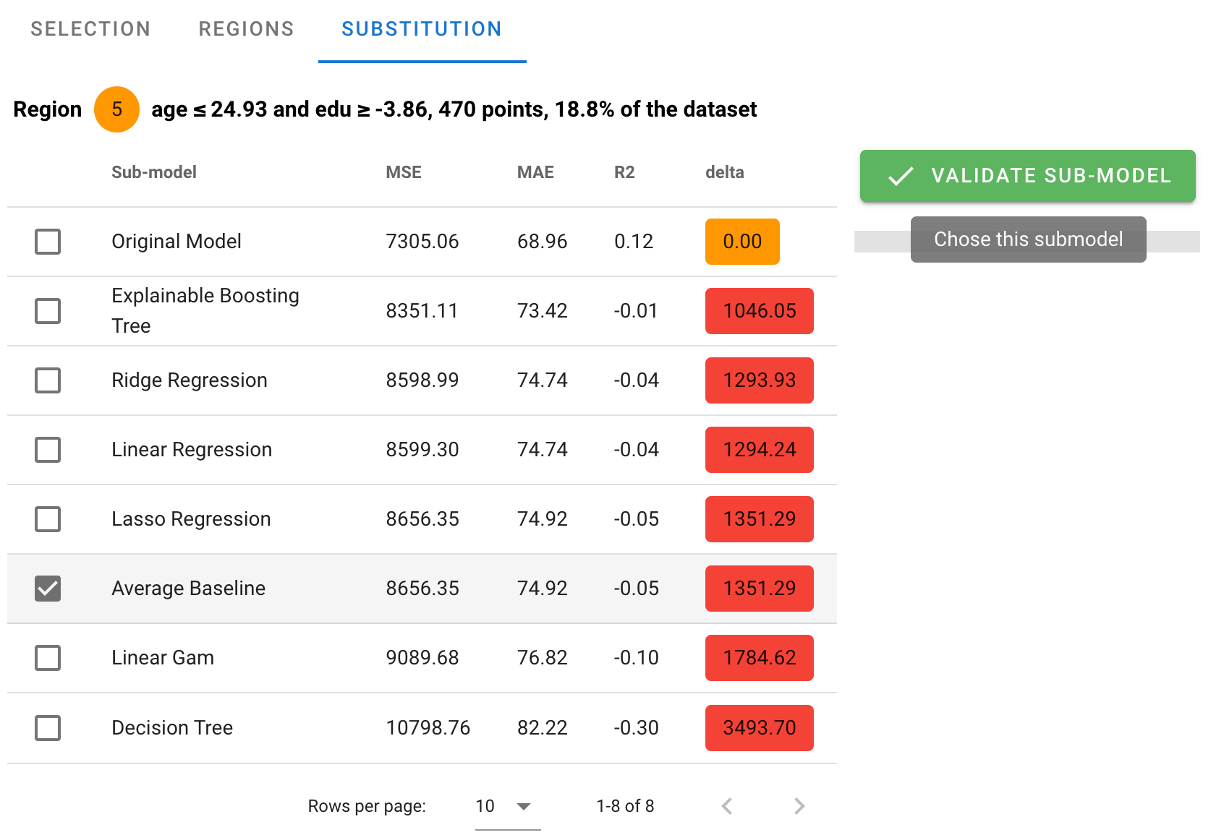 SELECTION REGIONS SUBSTITUTION
Region 5 age ≤ 24.93 and edu ≥ -3.86, 470 points, 18.8% of the dataset
Sub-model MSE MAE R2 delta
VALIDATE SUB-MODEL
Chose this submodel
Original Model 7305.06 68.96 0.12 0.00
Explainable Boosting
Tree 8351.11 73.42 -0.01 1046.05
Ridge Regression 8598.99 74.74 -0.04 1293.93
Linear Regression 8599.30 74.74 -0.04 1294.24
Lasso Regression 8656.35 74.92 -0.05 1351.29
Average Baseline 8656.35 74.92 -0.05 1351.29
Linear Gam 9089.68 76.82 -0.10 1784.62
Decision Tree 10798.76 82.22 -0.30 3493.70
Rows per page: 10 1-8 of 8